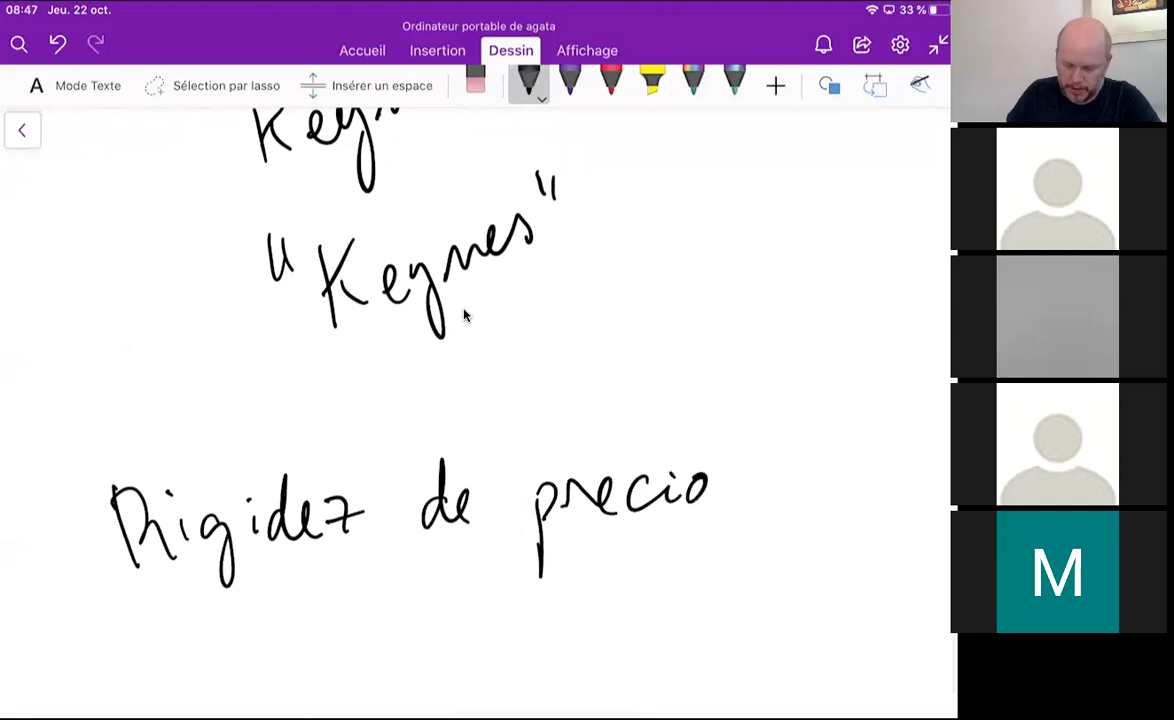 08:47 Jeu. 22 oct.
33 %
Ordinateur portable de agata
Accueil Insertion Dessin Affichage
A Mode Texte Sélection par lasso Insérer un espace
"Keynes"
Rigidez de precio
M